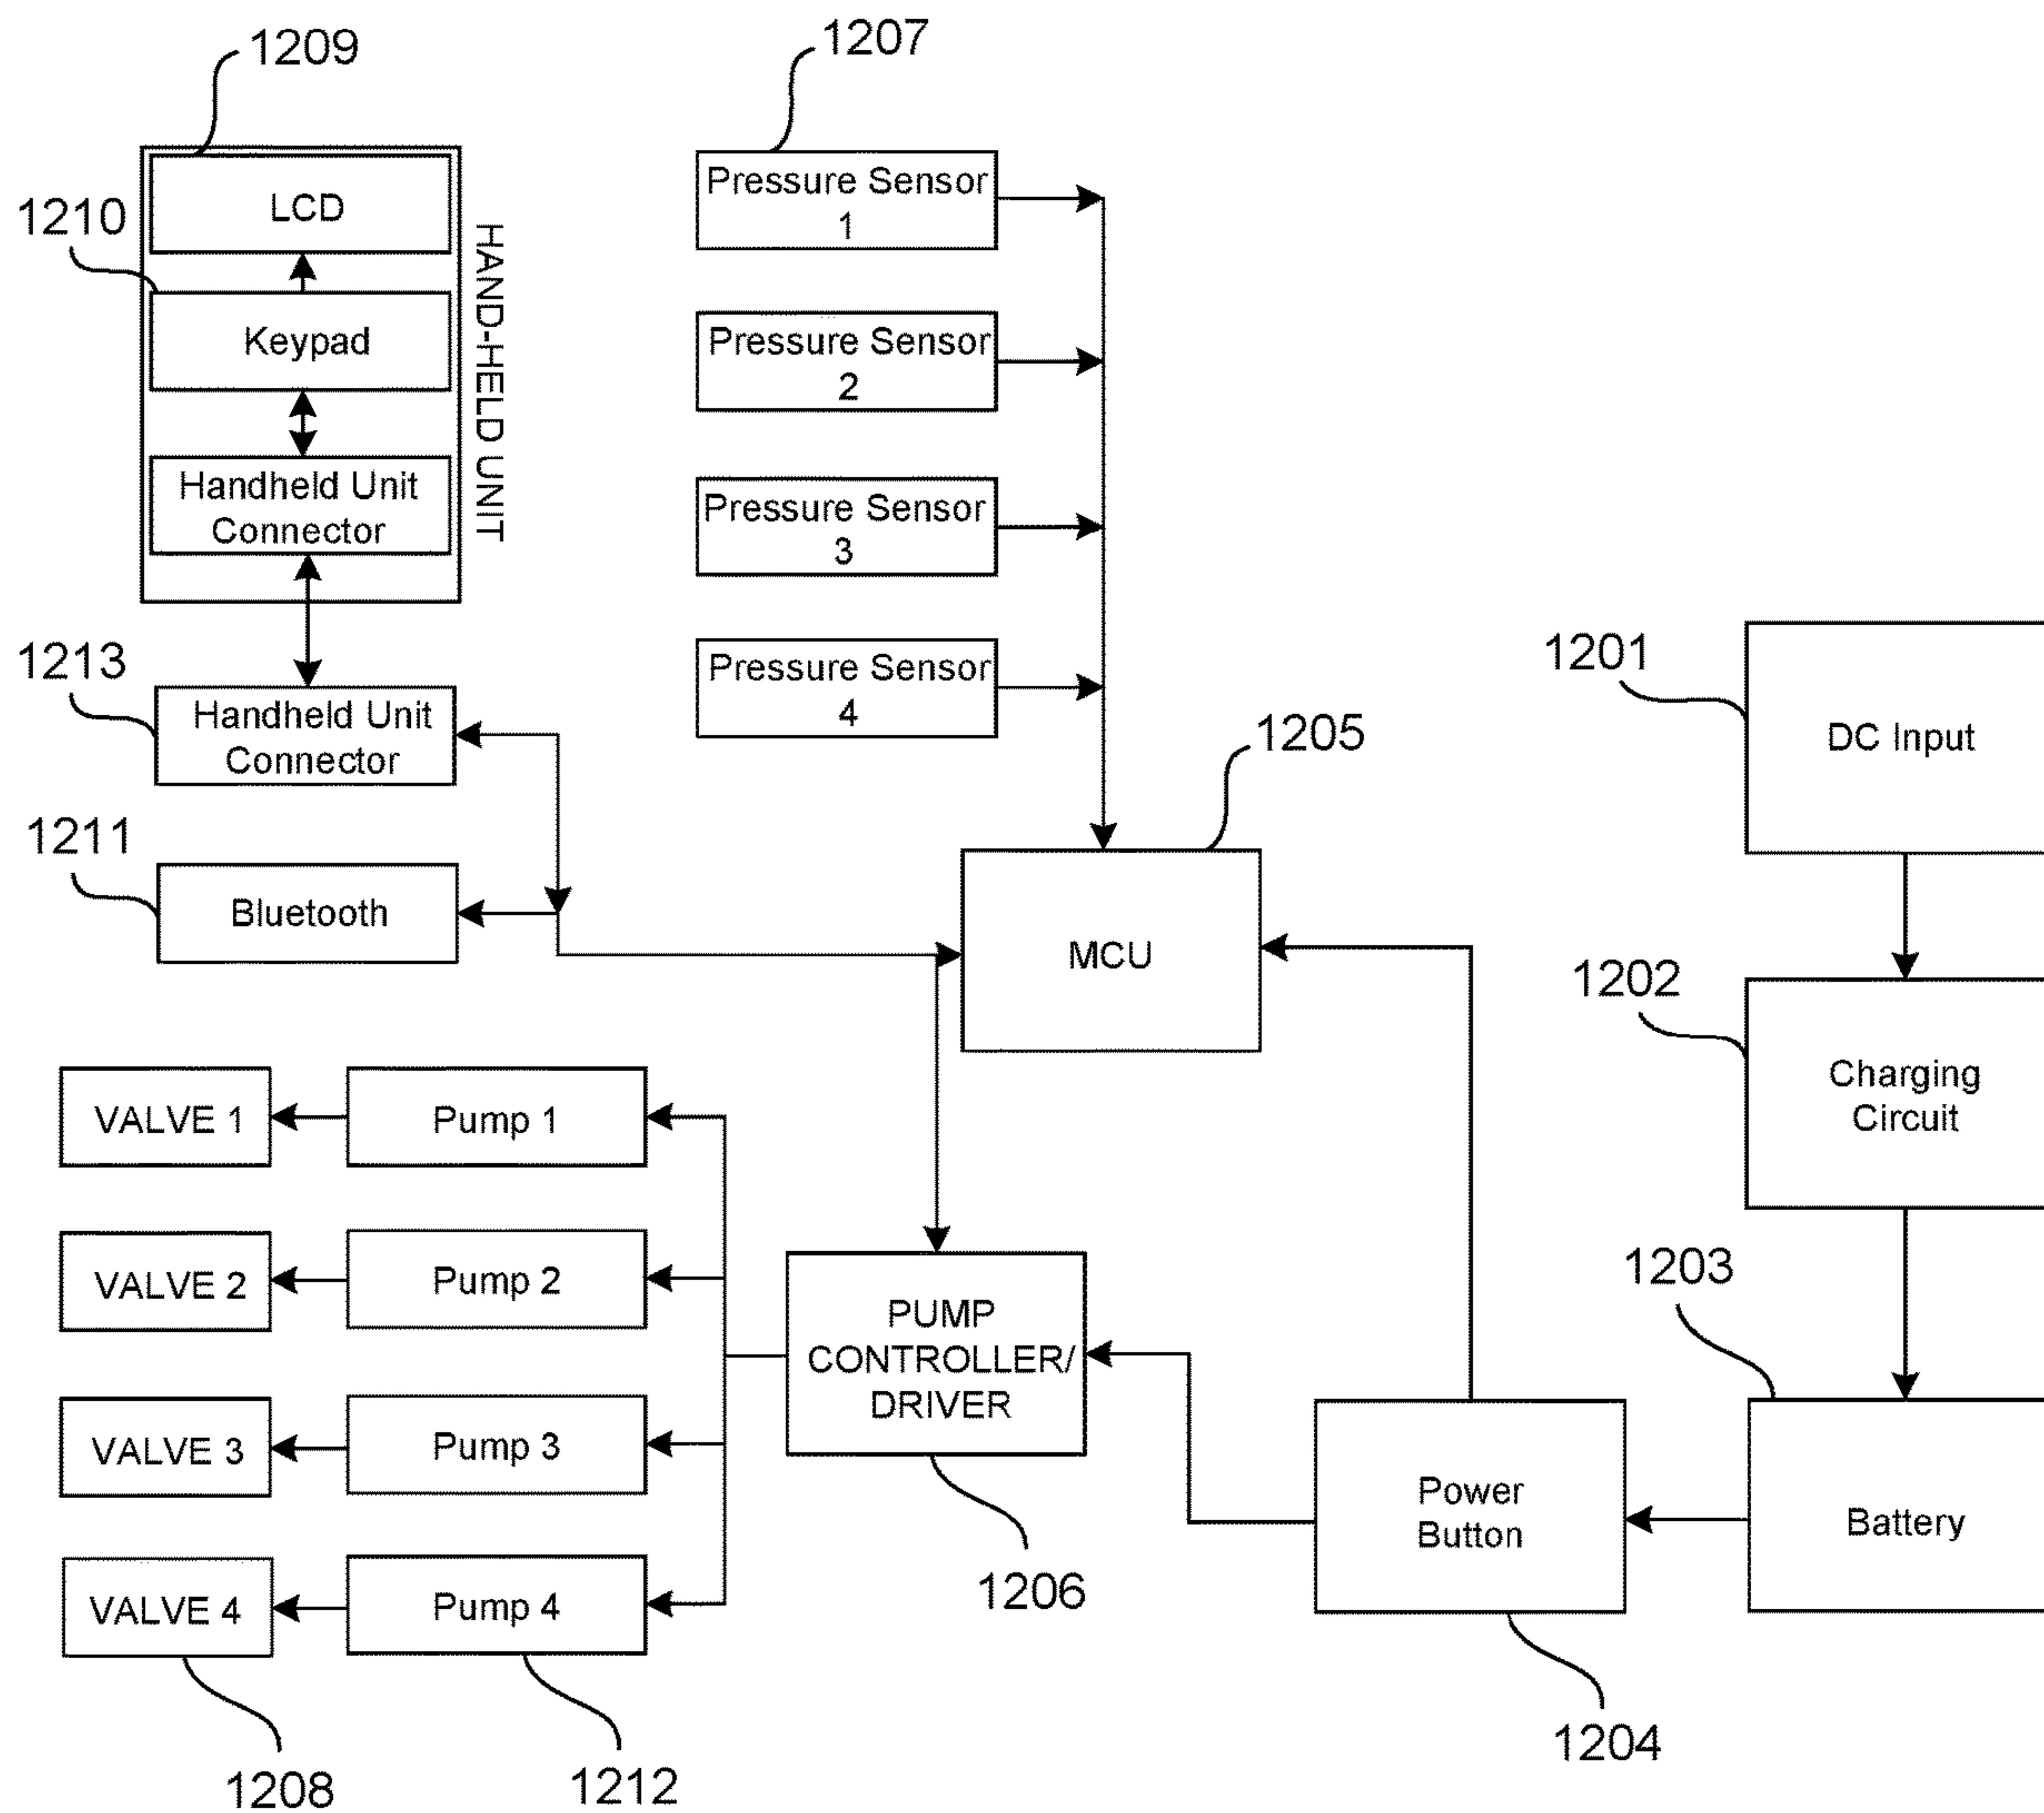 1209
1207
LCD
1210
Keypad
Handheld Unit
Connector
HAND-HELD UNIT
Pressure Sensor
1
Pressure Sensor
2
Pressure Sensor
3
Pressure Sensor
4
1213
Handheld Unit
Connector
1211
Bluetooth
1205
MCU
1201
DC Input
1202
Charging
Circuit
1203
Battery
Power
Button
1204
PUMP
CONTROLLER/
DRIVER
1206
VALVE 1
Pump 1
VALVE 2
Pump 2
VALVE 3
Pump 3
VALVE 4
Pump 4
1208
1212